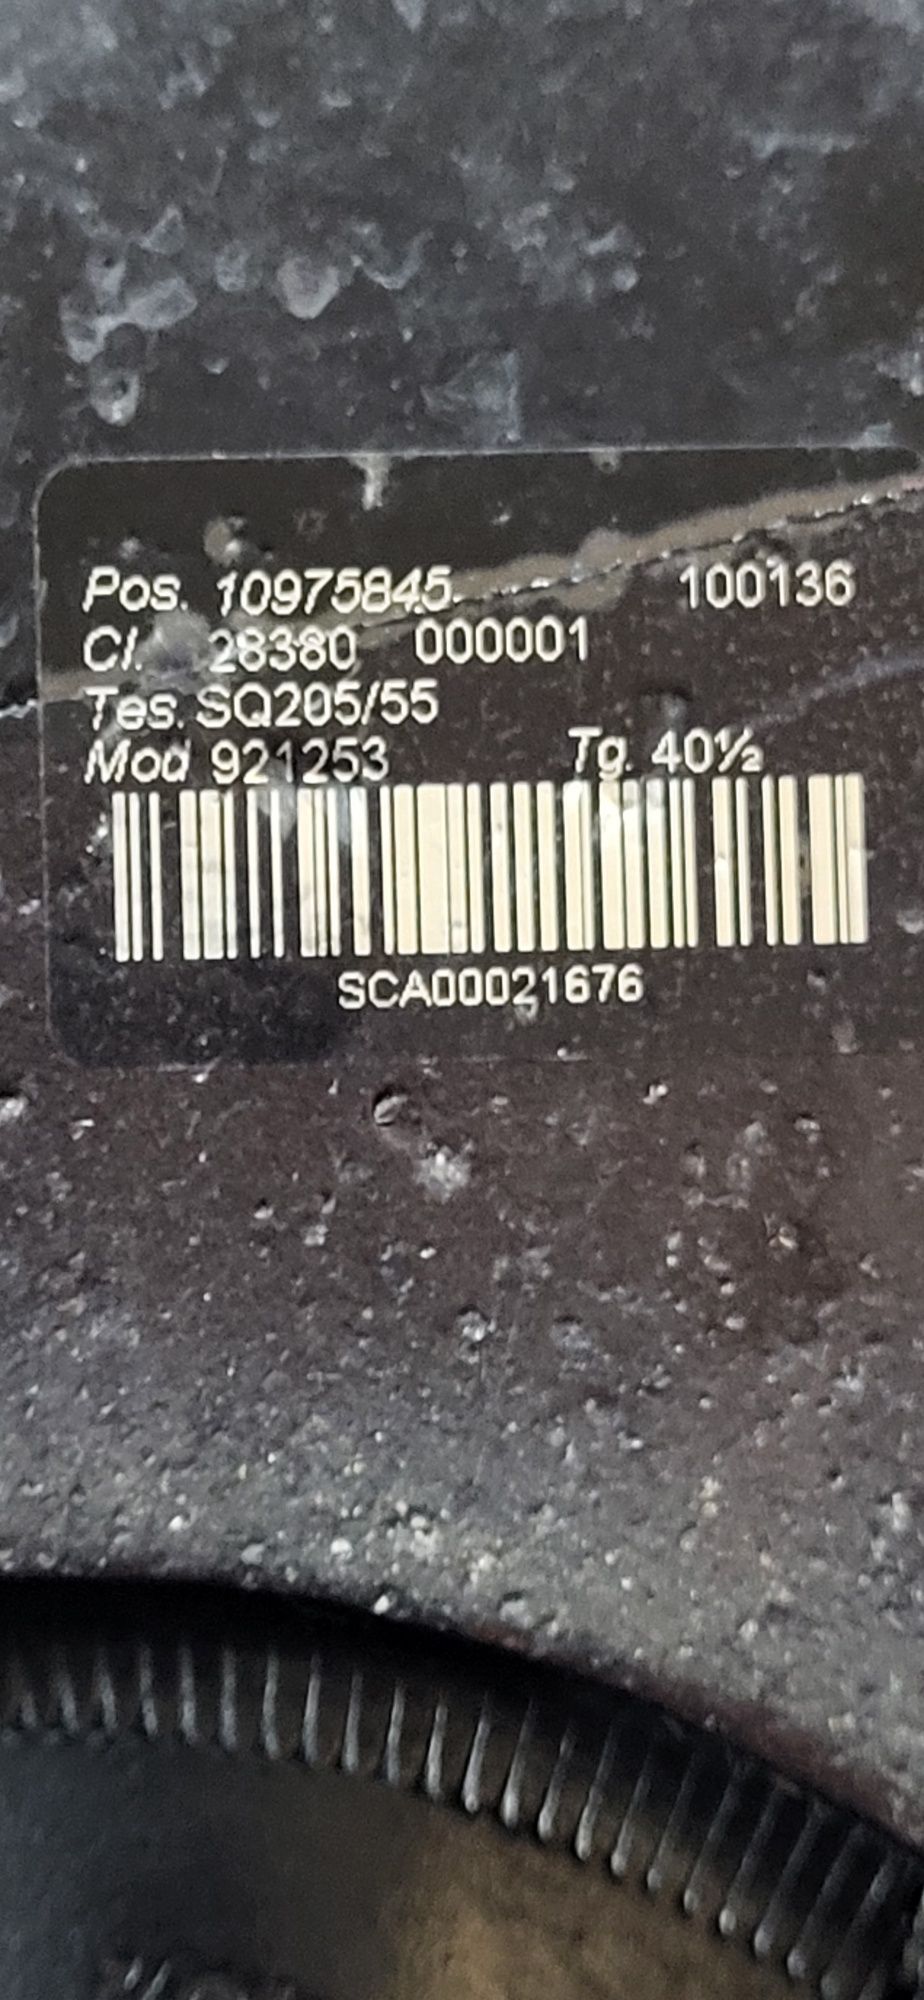 Pos. 10975845 100136
Cl. 28380 000001
Tes. SQ205/55
Mod 921253 Tg. 40½
SCA00021676